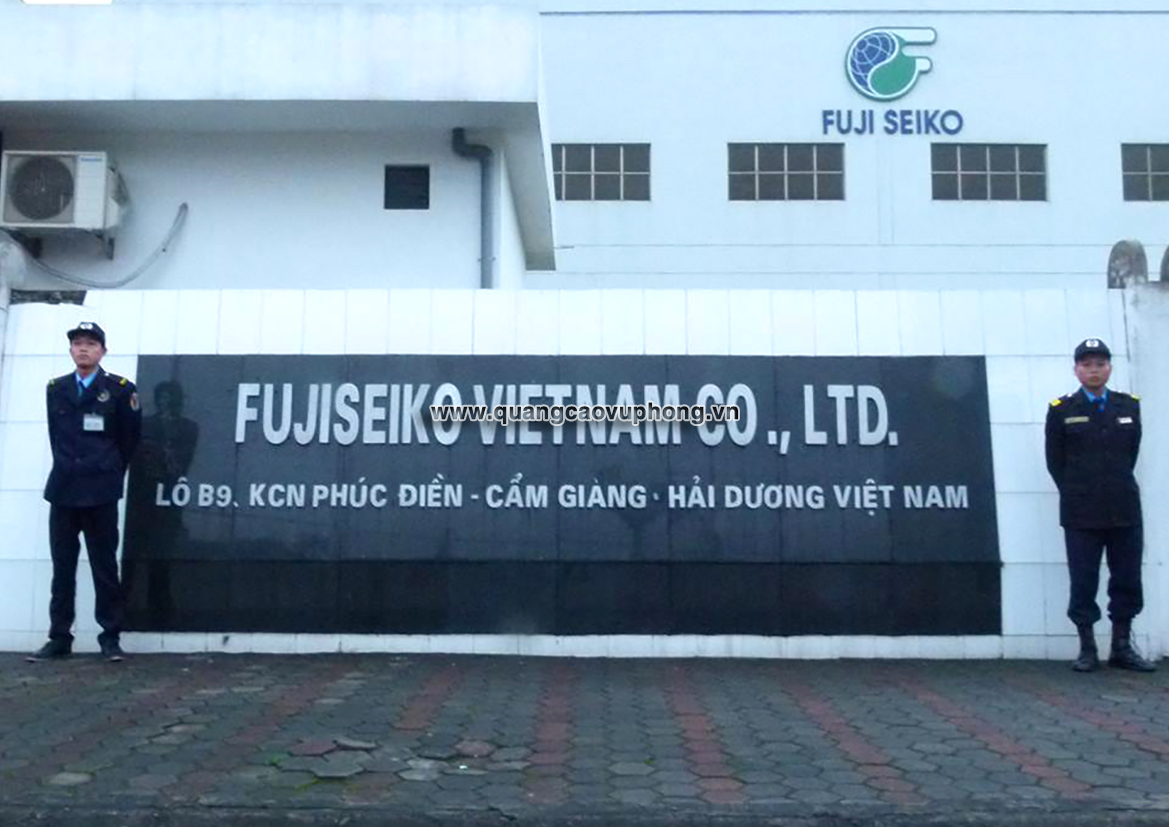 FUJI SEIKO
FUJISEIKO VIETNAM CO., LTD.
www.quangcaovuphong.vn
LÔ B9, KCN PHÚC ĐIỀN - CẨM GIÀNG - HẢI DƯƠNG VIỆT NAM